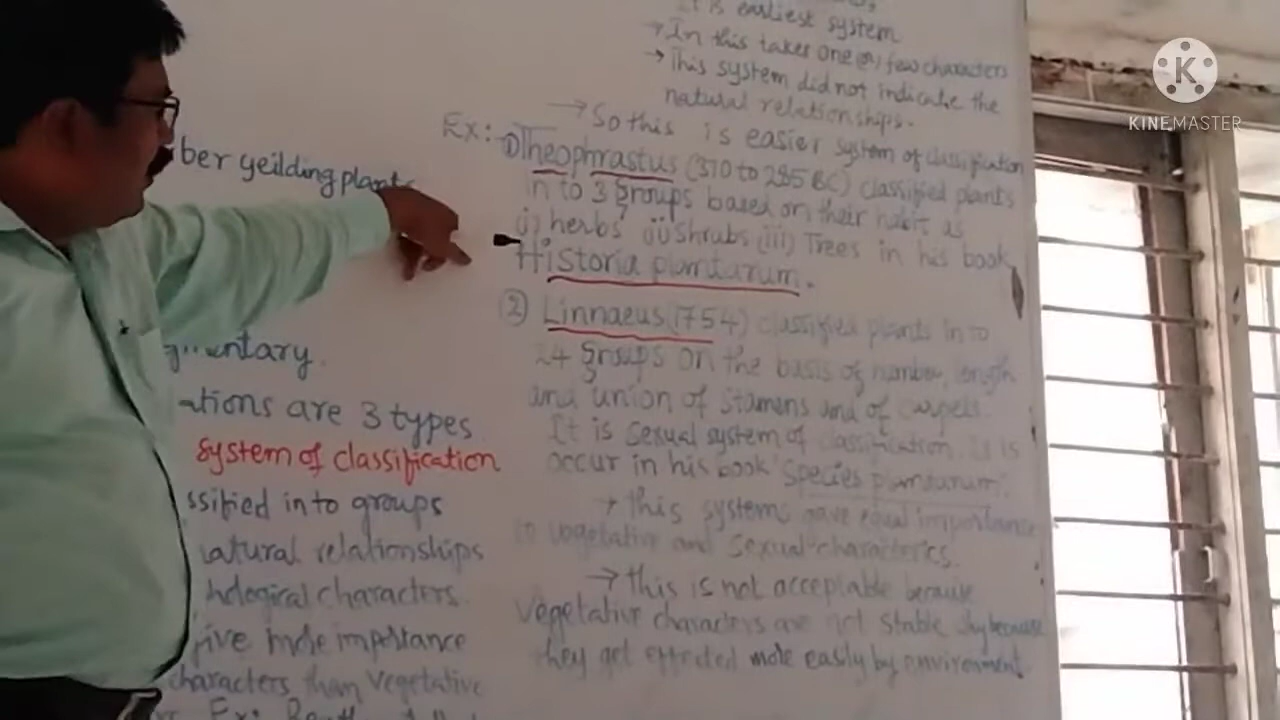 It is earliest system
→ In this takes one (or) few characters
→ This system did not indicate the
natural relationships.
→ So this is easier system of classification
Ex: ① Theophrastus (370 to 285 BC) classified plants
in to 3 groups based on their habit as
i) herbs ii) Shrubs (iii) Trees in his book
Historia plantarum.
② Linnaeus (1754) classified plants in to
24 groups on the basis of number, length
and union of stamens and of carpels.
It is sexual system of classification. It is
occur in his book "Species plantarum".
→ this systems gave equal importance
to vegetative and sexual characterics.
→ this is not acceptable because
vegetative characters are not stable because
they get effected more easily by environment.
ber yeilding plants
entary.
ations are 3 types
system of classification
ssified in to groups
natural relationships
hological characters.
give more importance
characters than vegetative
Ex:
K
KINEMASTER